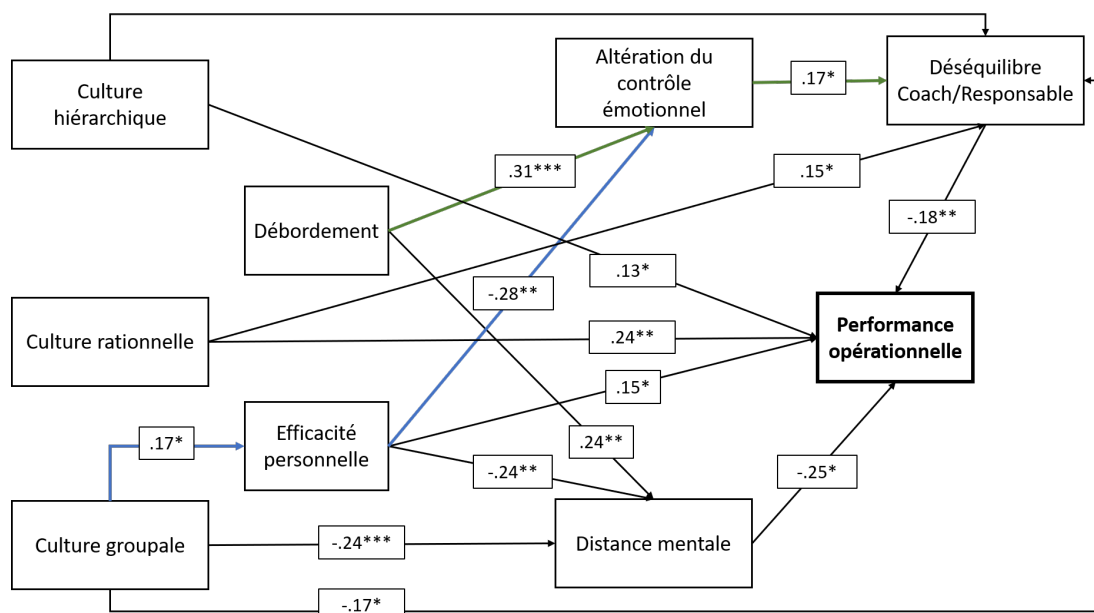 Culture
hiérarchique
Altération du
contrôle
émotionnel
.17*
Déséquilibre
Coach/Responsable
.31***
.15*
Débordement
-.18**
.13*
-.28**
Culture rationnelle
.24**
Performance
opérationnelle
.15*
.17*
Efficacité
personnelle
.24**
-.24**
-.25*
Culture groupale
-.24***
Distance mentale
-.17*